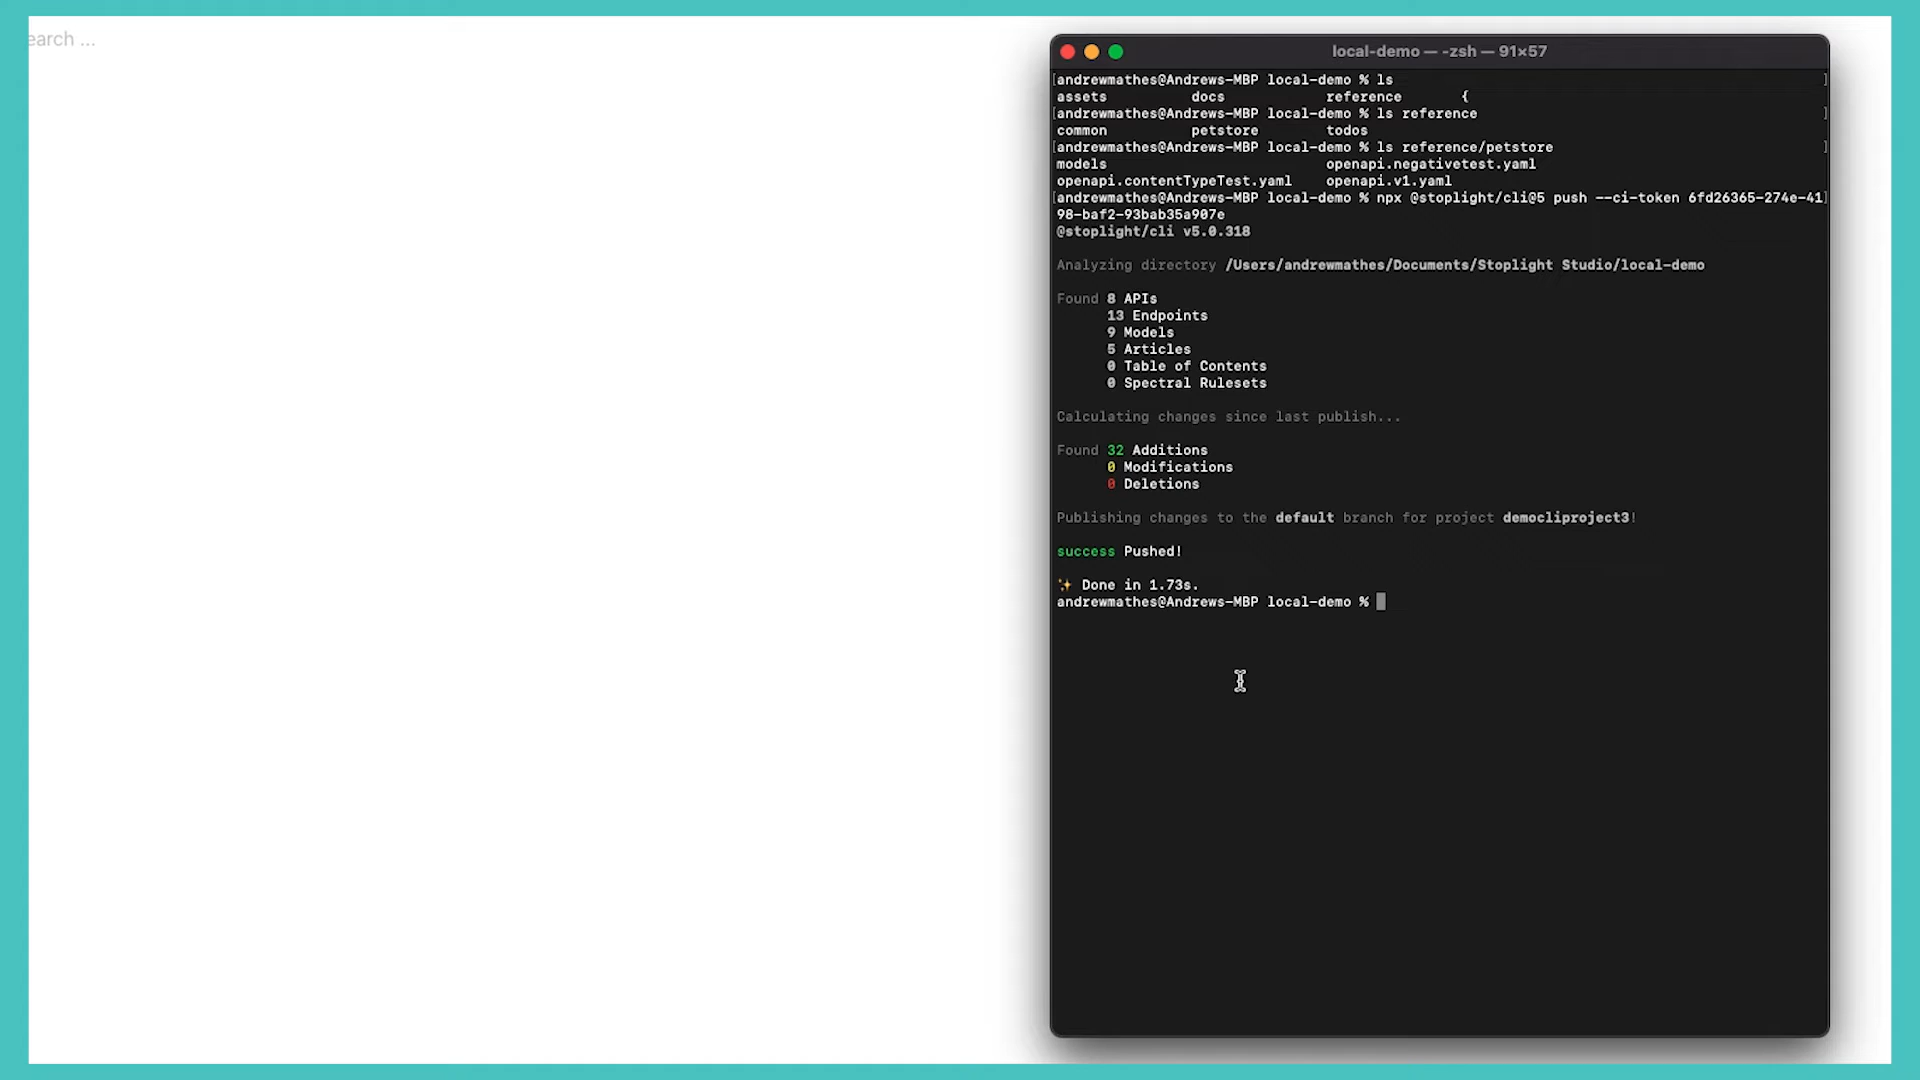 earch ...
local-demo — -zsh — 91×57
[andrewmathes@Andrews-MBP local-demo % ls ]
assets docs reference {
[andrewmathes@Andrews-MBP local-demo % ls reference ]
common petstore todos
[andrewmathes@Andrews-MBP local-demo % ls reference/petstore ]
models openapi.negativetest.yaml
openapi.contentTypeTest.yaml openapi.v1.yaml
[andrewmathes@Andrews-MBP local-demo % npx @stoplight/cli@5 push --ci-token 6fd26365-274e-41]
98-baf2-93bab35a907e
@stoplight/cli v5.0.318
Analyzing directory /Users/andrewmathes/Documents/Stoplight Studio/local-demo
Found 8 APIs
13 Endpoints
9 Models
5 Articles
0 Table of Contents
0 Spectral Rulesets
Calculating changes since last publish...
Found 32 Additions
0 Modifications
0 Deletions
Publishing changes to the default branch for project democliproject3!
success Pushed!
✨ Done in 1.73s.
andrewmathes@Andrews-MBP local-demo %